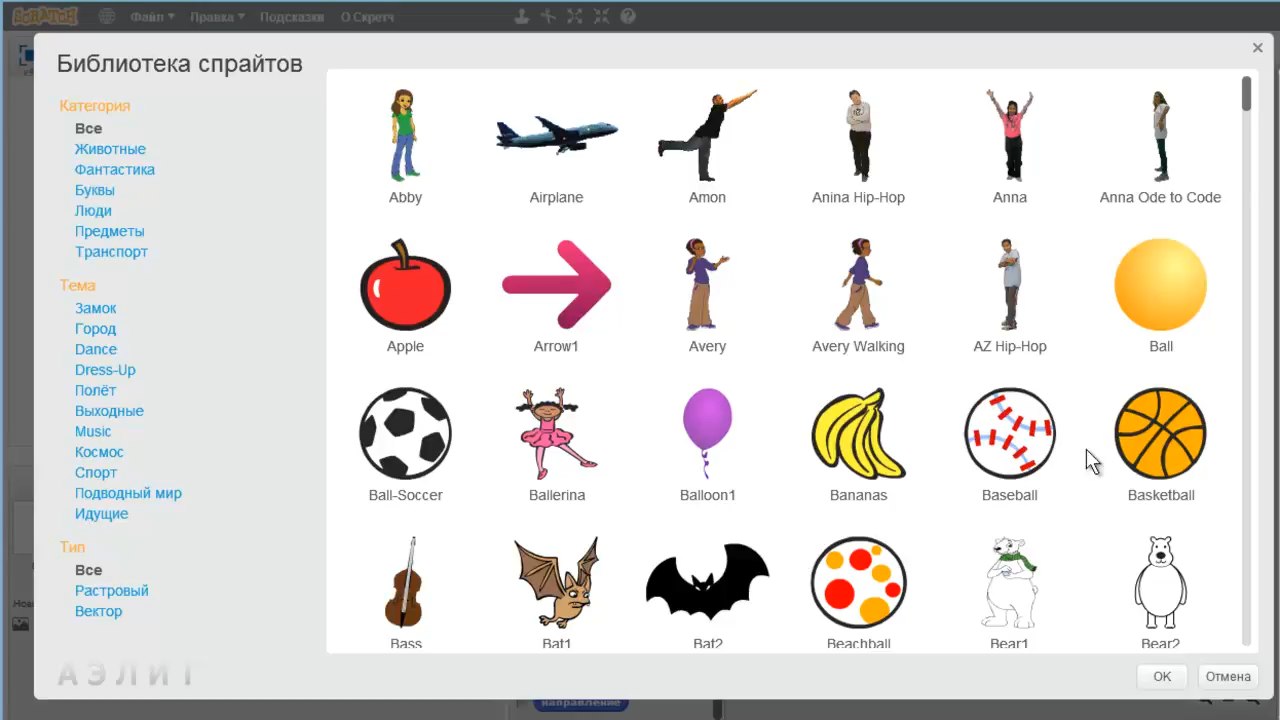 SCRATCH Файл Правка Подсказки О Скретч
Библиотека спрайтов
Категория
Все
Животные
Фантастика
Буквы
Люди
Предметы
Транспорт
Тема
Замок
Город
Dance
Dress-Up
Полёт
Выходные
Music
Космос
Спорт
Подводный мир
Идущие
Тип
Все
Растровый
Вектор
Abby Airplane Amon Anina Hip-Hop Anna Anna Ode to Code
Apple Arrow1 Avery Avery Walking AZ Hip-Hop Ball
Ball-Soccer Ballerina Balloon1 Bananas Baseball Basketball
Bass Bat1 Bat2 Beachball Bear1 Bear2
АЭЛИТ
OK Отмена
направление